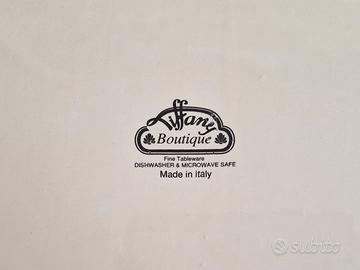 Tiffany
Boutique
Fine Tableware
DISHWASHER & MICROWAVE SAFE
Made in italy
subito